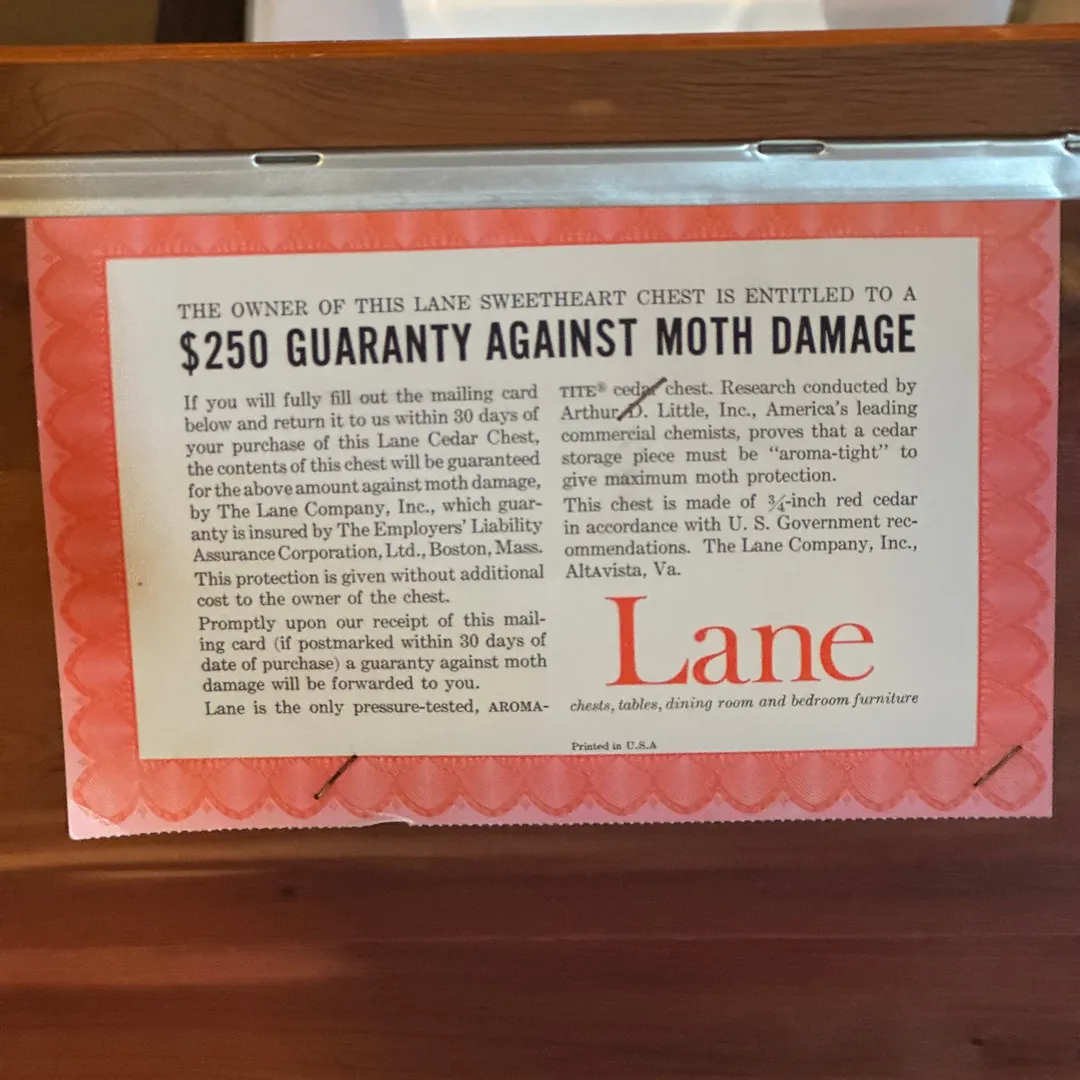 THE OWNER OF THIS LANE SWEETHEART CHEST IS ENTITLED TO A
$250 GUARANTY AGAINST MOTH DAMAGE
If you will fully fill out the mailing card
below and return it to us within 30 days of
your purchase of this Lane Cedar Chest,
the contents of this chest will be guaranteed
for the above amount against moth damage,
by The Lane Company, Inc., which guar-
anty is insured by The Employers' Liability
Assurance Corporation, Ltd., Boston, Mass.
This protection is given without additional
cost to the owner of the chest.
Promptly upon our receipt of this mail-
ing card (if postmarked within 30 days of
date of purchase) a guaranty against moth
damage will be forwarded to you.
Lane is the only pressure-tested, AROMA-
TITE® cedar chest. Research conducted by
Arthur D. Little, Inc., America's leading
commercial chemists, proves that a cedar
storage piece must be "aroma-tight" to
give maximum moth protection.
This chest is made of ¾-inch red cedar
in accordance with U. S. Government rec-
ommendations. The Lane Company, Inc.,
AltAvista, Va.
Lane
chests, tables, dining room and bedroom furniture
Printed in U.S.A